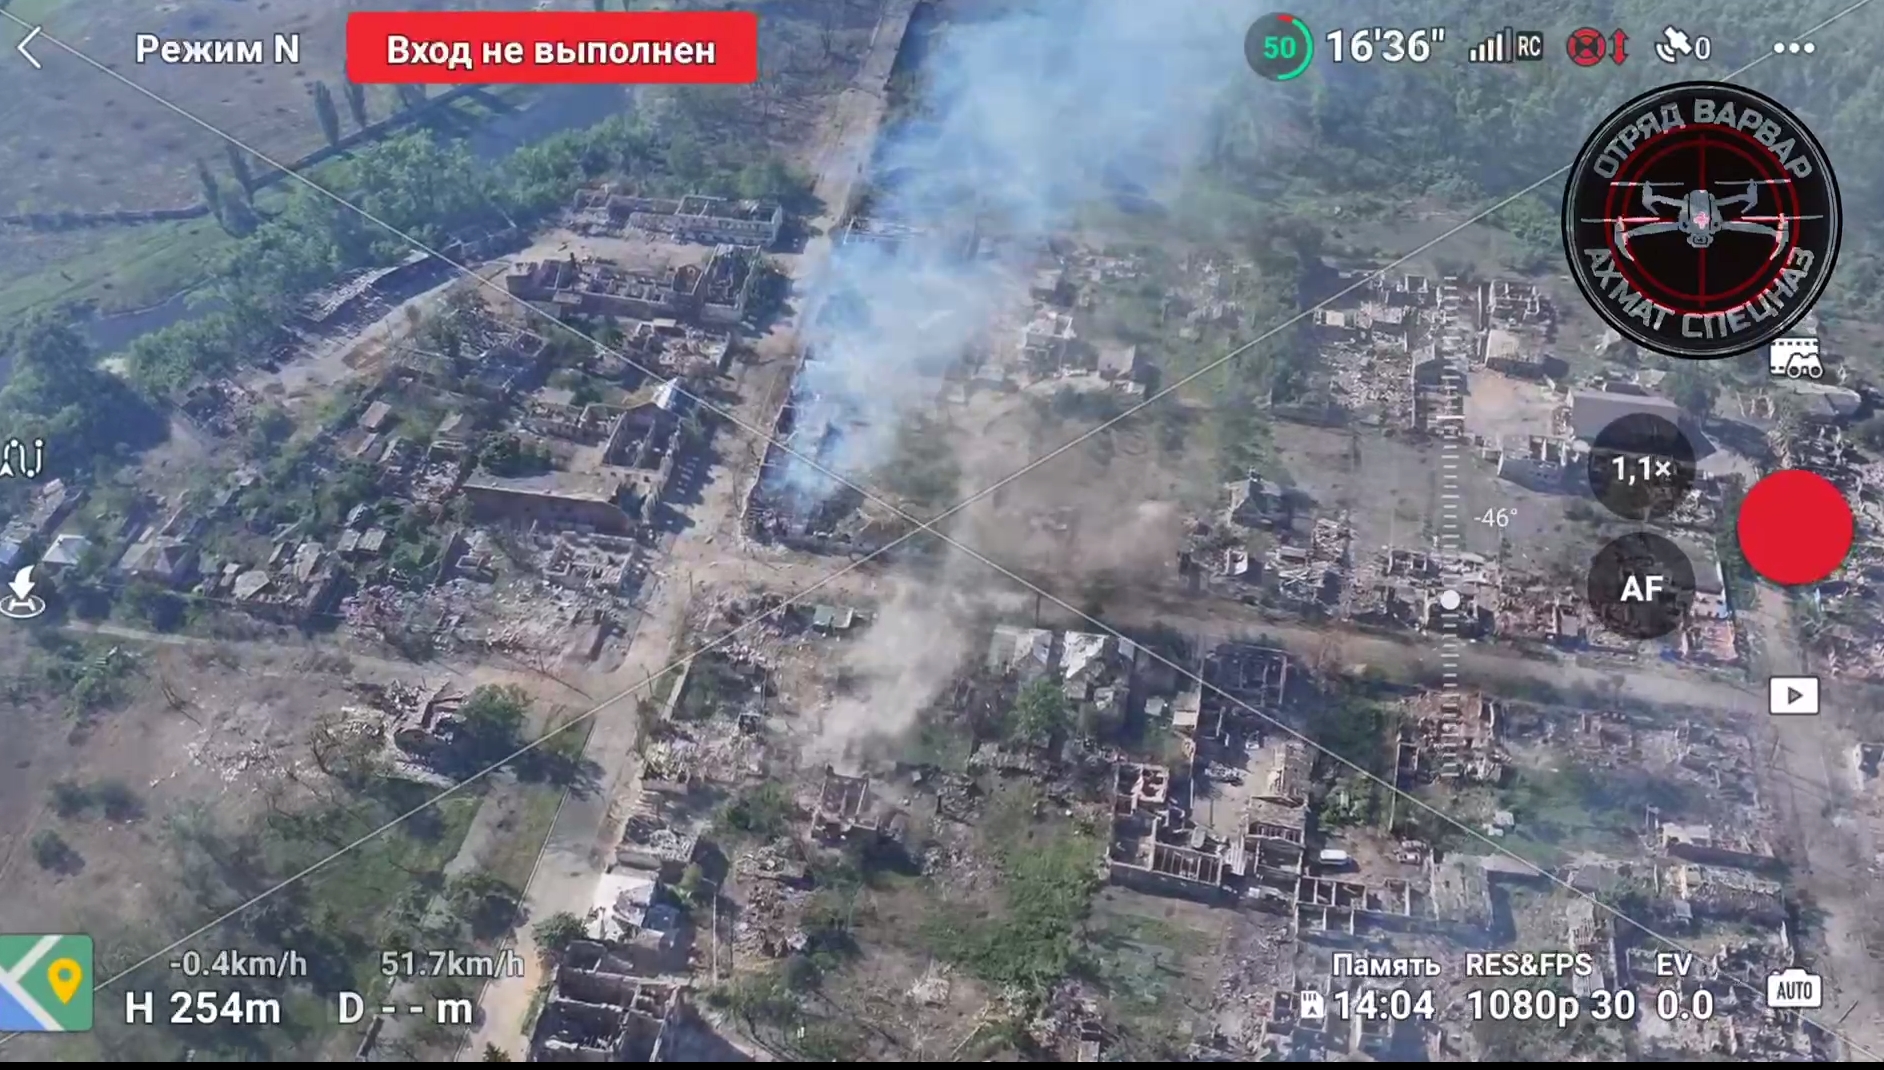 Режим N
Вход не выполнен
50
16'36"
RC
0
ОТРЯД ВАРВАР
АХМАТ СПЕЦНАЗ
1,1×
-46°
AF
-0.4km/h
51.7km/h
H 254m
D - - m
Память
RES&FPS
EV
14:04
1080p 30
0.0
AUTO